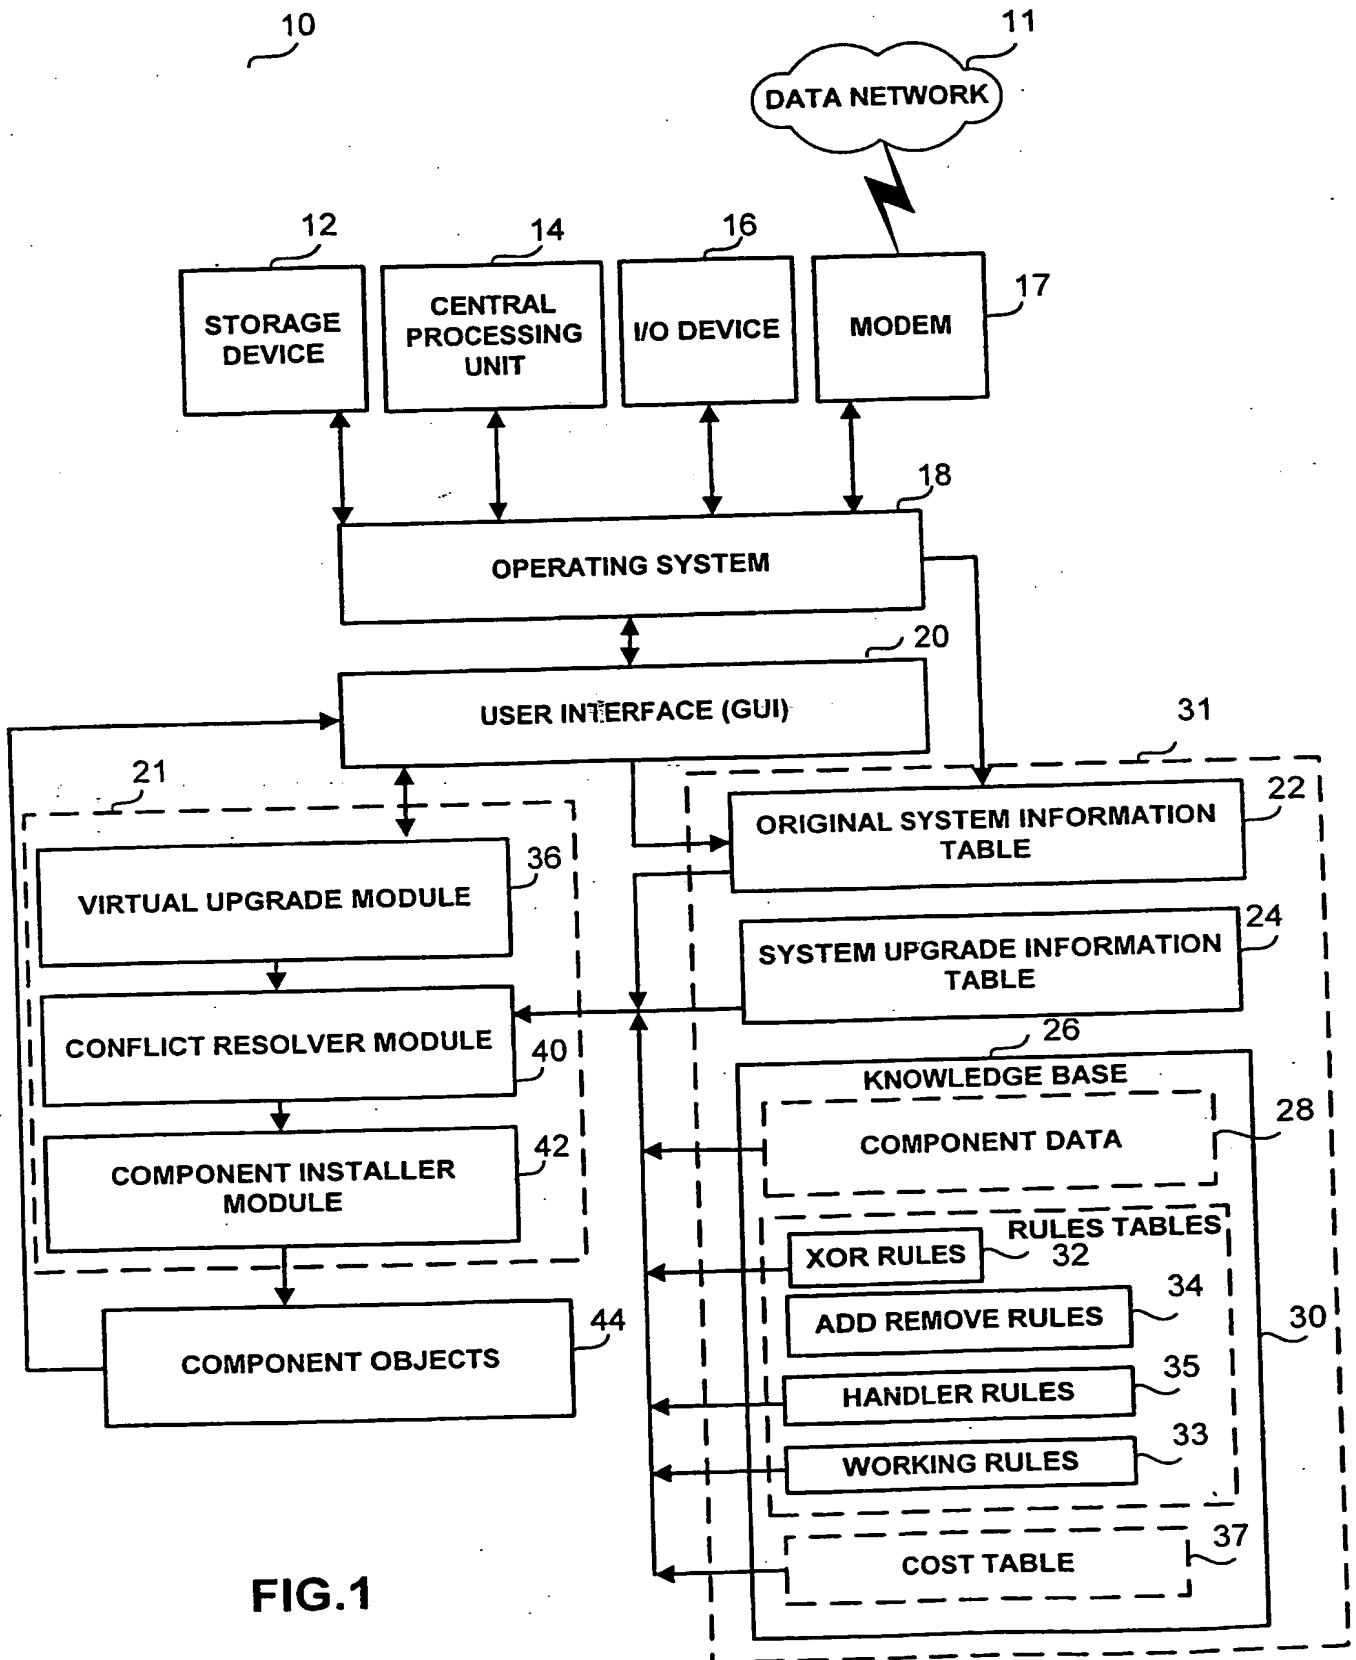 10
11
DATA NETWORK
12
14
16
17
STORAGE
DEVICE
CENTRAL
PROCESSING
UNIT
I/O DEVICE
MODEM
18
OPERATING SYSTEM
20
USER INTERFACE (GUI)
31
21
22
ORIGINAL SYSTEM INFORMATION
TABLE
36
VIRTUAL UPGRADE MODULE
24
SYSTEM UPGRADE INFORMATION
TABLE
CONFLICT RESOLVER MODULE
40
26
KNOWLEDGE BASE
28
COMPONENT DATA
42
COMPONENT INSTALLER
MODULE
RULES TABLES
XOR RULES
32
34
ADD REMOVE RULES
30
44
COMPONENT OBJECTS
35
HANDLER RULES
33
WORKING RULES
37
COST TABLE
FIG.1